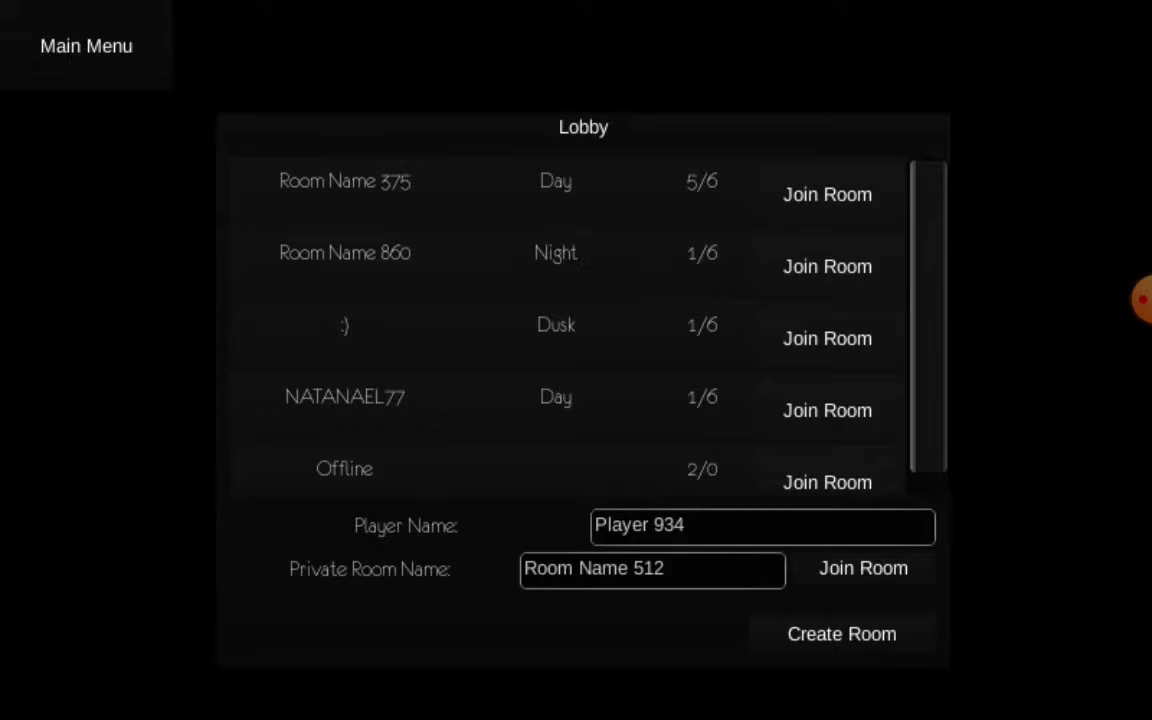 Main Menu
Lobby
Room Name 375 Day 5/6 Join Room
Room Name 860 Night 1/6 Join Room
:) Dusk 1/6 Join Room
NATANAEL77 Day 1/6 Join Room
Offline 2/0 Join Room
Player Name: Player 934
Private Room Name: Room Name 512 Join Room
Create Room